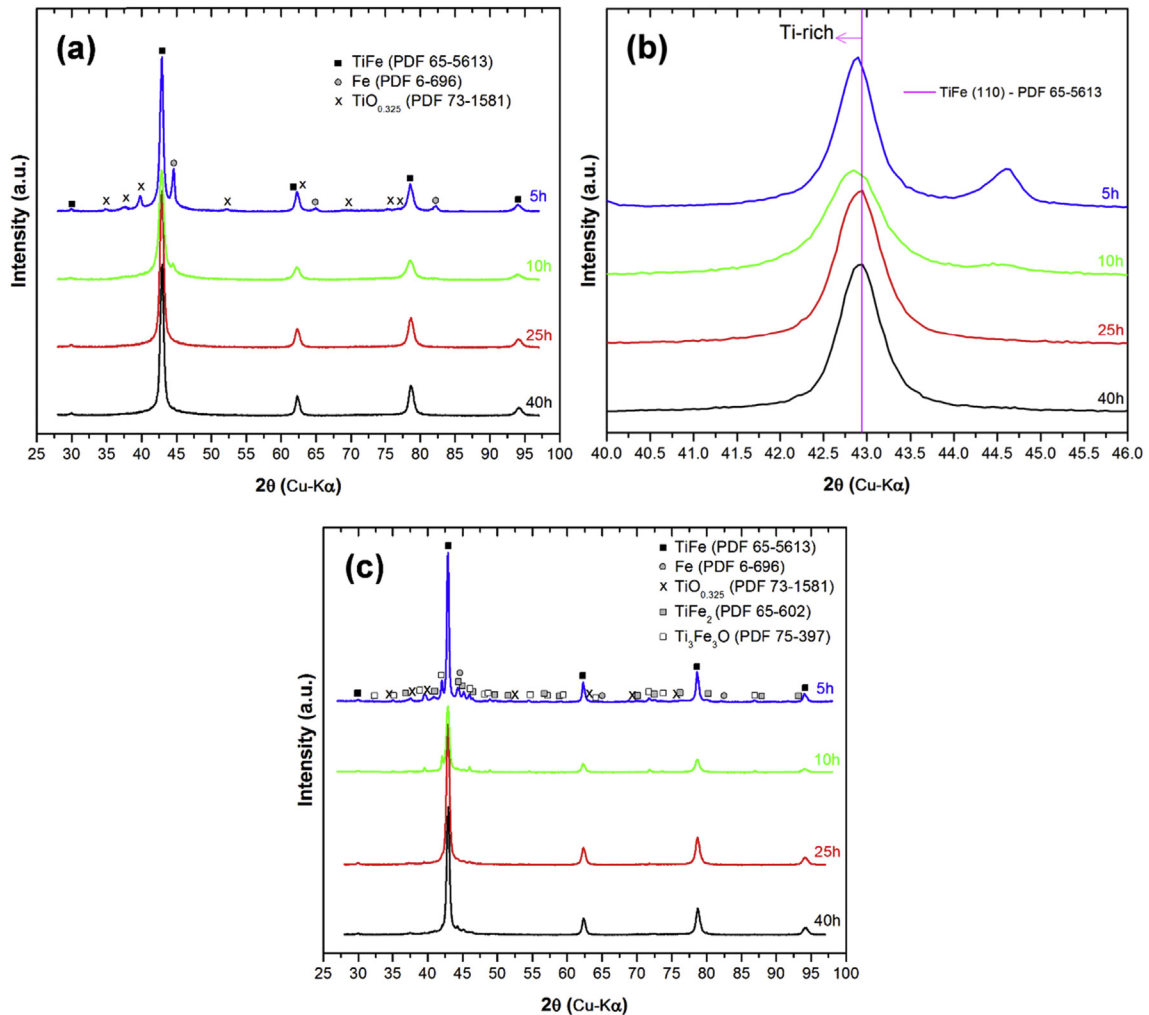 (a)
■ TiFe (PDF 65-5613)
Fe (PDF 6-696)
x TiO0.325 (PDF 73-1581)
5h
10h
25h
40h
Intensity (a.u.)
25 30 35 40 45 50 55 60 65 70 75 80 85 90 95 100
2θ (Cu-Kα)
(b)
Ti-rich
TiFe (110) - PDF 65-5613
5h
10h
25h
40h
Intensity (a.u.)
40.0 40.5 41.0 41.5 42.0 42.5 43.0 43.5 44.0 44.5 45.0 45.5 46.0
2θ (Cu-Kα)
(c)
■ TiFe (PDF 65-5613)
Fe (PDF 6-696)
X TiO0.325 (PDF 73-1581)
TiFe2 (PDF 65-602)
□ Ti3Fe3O (PDF 75-397)
5h
10h
25h
40h
Intensity (a.u.)
25 30 35 40 45 50 55 60 65 70 75 80 85 90 95 100
2θ (Cu-Kα)